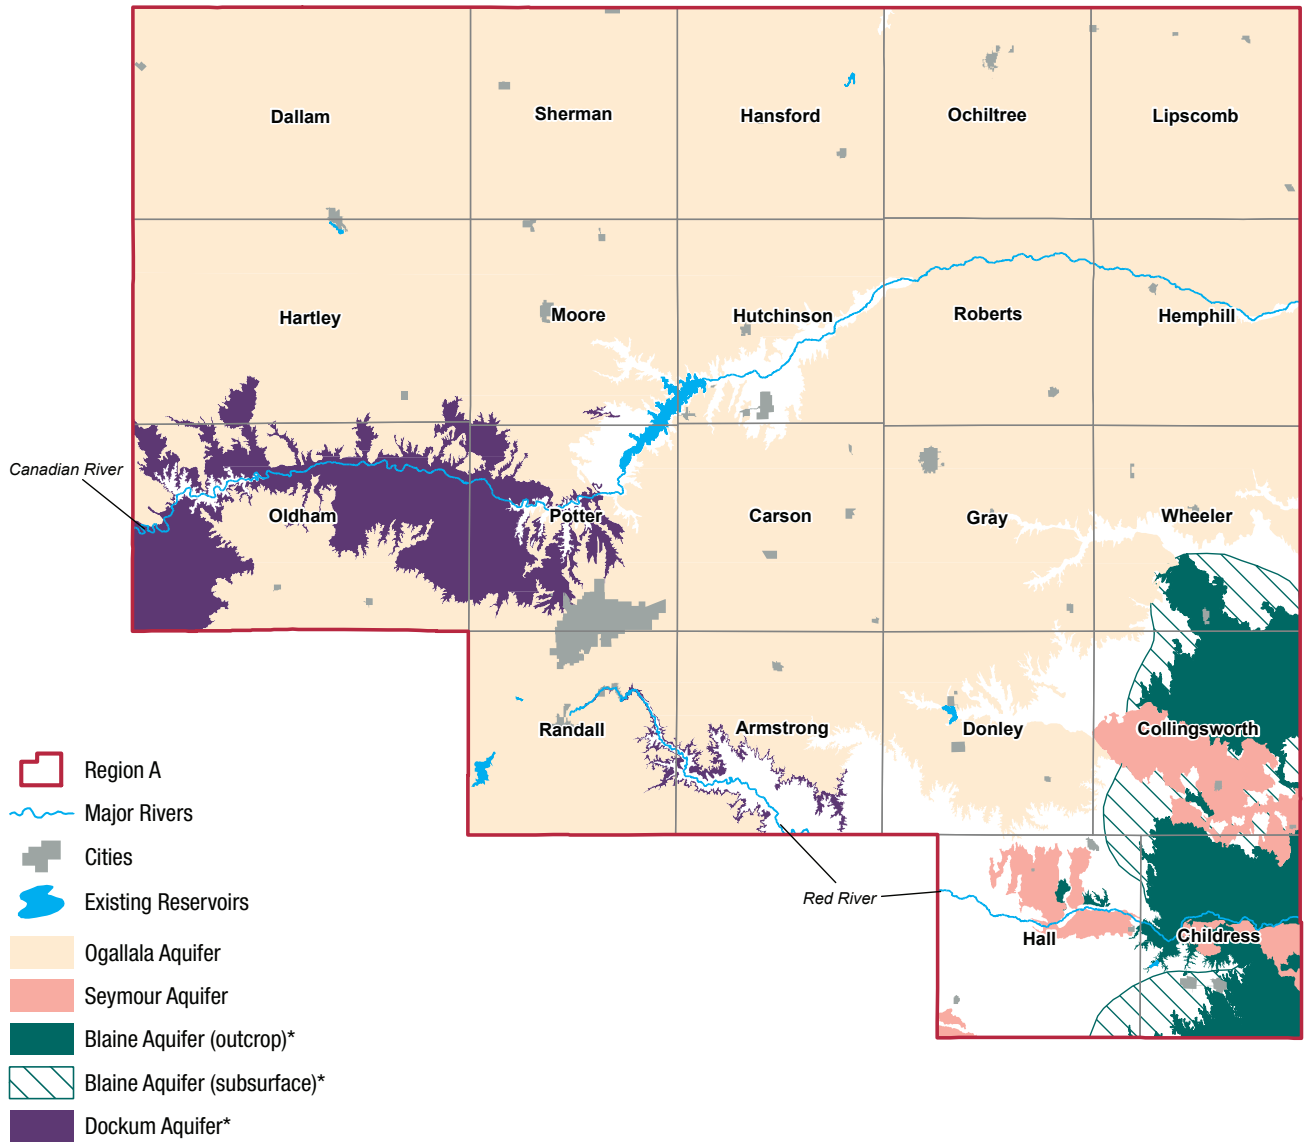 Dallam
Sherman
Hansford
Ochiltree
Lipscomb
Hartley
Moore
Hutchinson
Roberts
Hemphill
Canadian River
Oldham
Potter
Carson
Gray
Wheeler
Randall
Armstrong
Donley
Collingsworth
Red River
Hall
Childress
Region A
Major Rivers
Cities
Existing Reservoirs
Ogallala Aquifer
Seymour Aquifer
Blaine Aquifer (outcrop)*
Blaine Aquifer (subsurface)*
Dockum Aquifer*